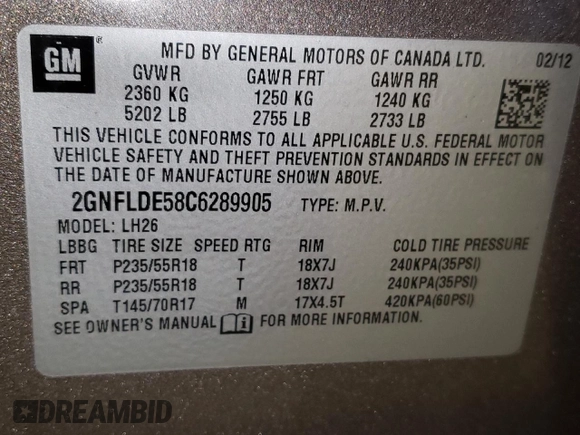 GM
MFD BY GENERAL MOTORS OF CANADA LTD. 02/12
GVWR GAWR FRT GAWR RR
2360 KG 1250 KG 1240 KG
5202 LB 2755 LB 2733 LB
THIS VEHICLE CONFORMS TO ALL APPLICABLE U.S. FEDERAL MOTOR
VEHICLE SAFETY AND THEFT PREVENTION STANDARDS IN EFFECT ON
THE DATE OF MANUFACTURE SHOWN ABOVE.
2GNFLDE58C6289905 TYPE: M.P.V.
MODEL: LH26
LBBG TIRE SIZE SPEED RTG RIM COLD TIRE PRESSURE
FRT P235/55R18 T 18X7J 240KPA(35PSI)
RR P235/55R18 T 18X7J 240KPA(35PSI)
SPA T145/70R17 M 17X4.5T 420KPA(60PSI)
SEE OWNER'S MANUAL FOR MORE INFORMATION.
DREAMBID